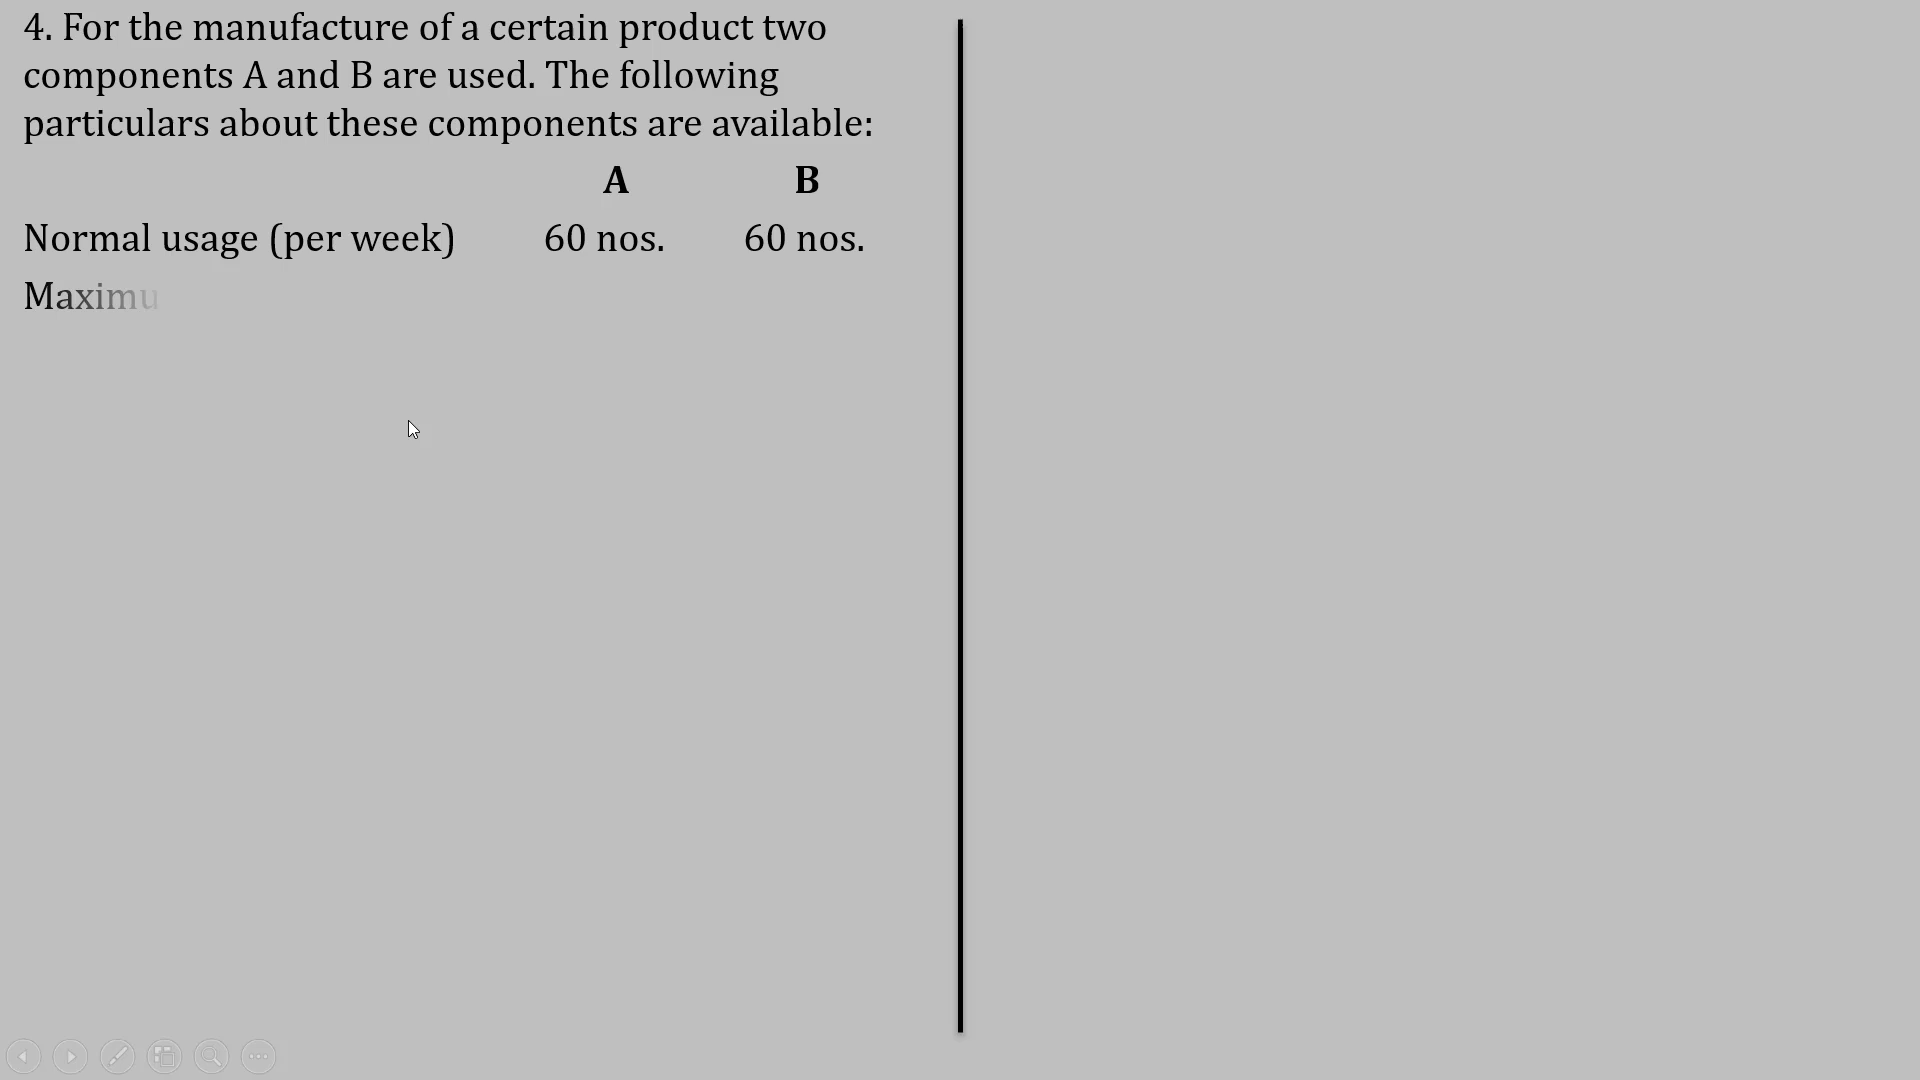 4. For the manufacture of a certain product two
components A and B are used. The following
particulars about these components are available:
A B
Normal usage (per week) 60 nos. 60 nos.
Maximu